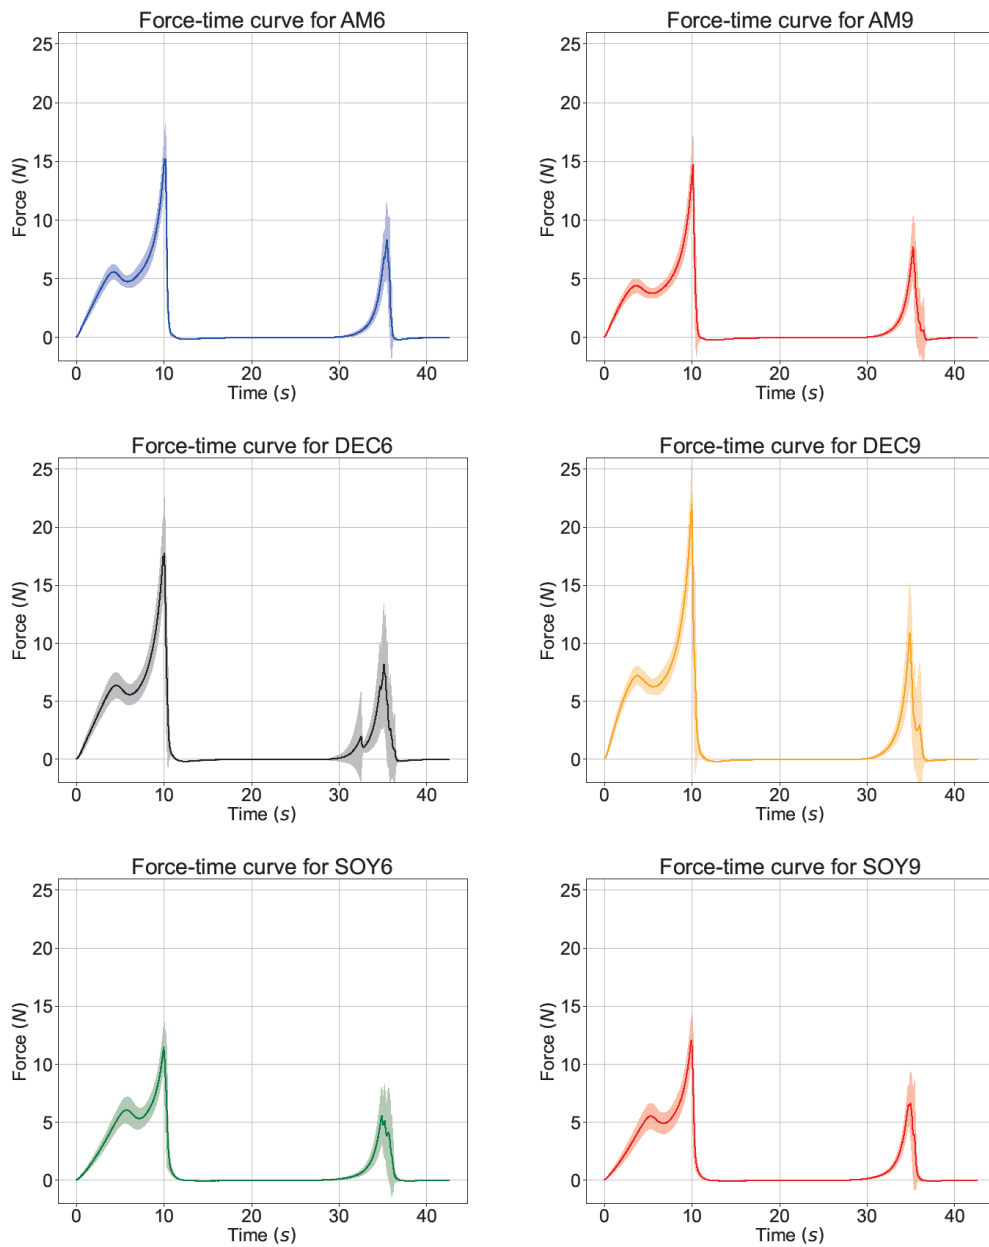 Force-time curve for AM6
Force-time curve for AM9
25
20
15
10
5
0
Force (N)
0 10 20 30 40
Time (s)
25
20
15
10
5
0
Force (N)
0 10 20 30 40
Time (s)
Force-time curve for DEC6
Force-time curve for DEC9
25
20
15
10
5
0
Force (N)
0 10 20 30 40
Time (s)
25
20
15
10
5
0
Force (N)
0 10 20 30 40
Time (s)
Force-time curve for SOY6
Force-time curve for SOY9
25
20
15
10
5
0
Force (N)
0 10 20 30 40
Time (s)
25
20
15
10
5
0
Force (N)
0 10 20 30 40
Time (s)